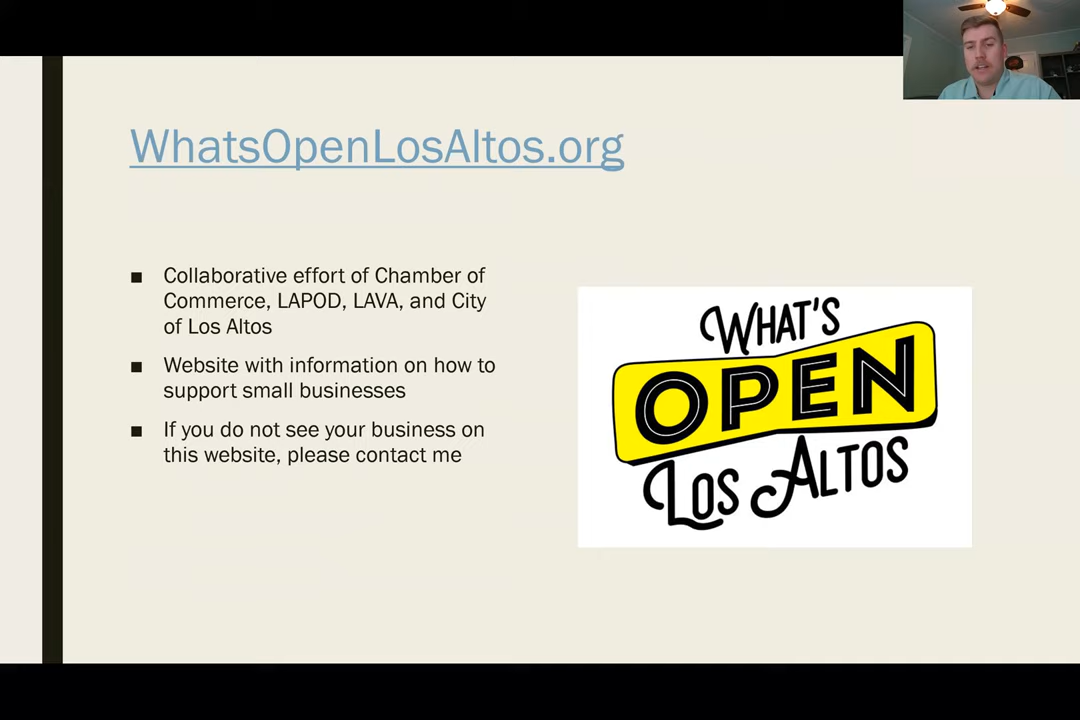 WhatsOpenLosAltos.org
■ Collaborative effort of Chamber of
Commerce, LAPOD, LAVA, and City
of Los Altos
■ Website with information on how to
support small businesses
■ If you do not see your business on
this website, please contact me
WHAT'S
OPEN
LOS ALTOS